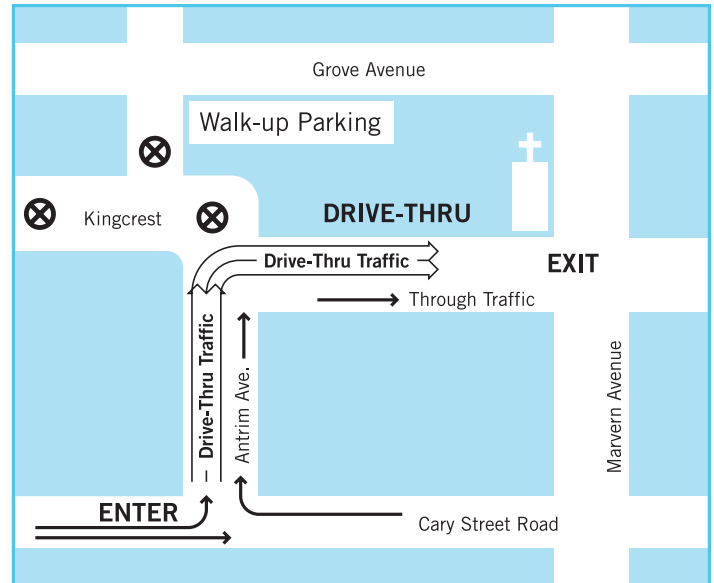 Grove Avenue
Walk-up Parking
Kingcrest
DRIVE-THRU
Drive-Thru Traffic
EXIT
Through Traffic
Drive-Thru Traffic
Antrim Ave.
Marvern Avenue
ENTER
Cary Street Road